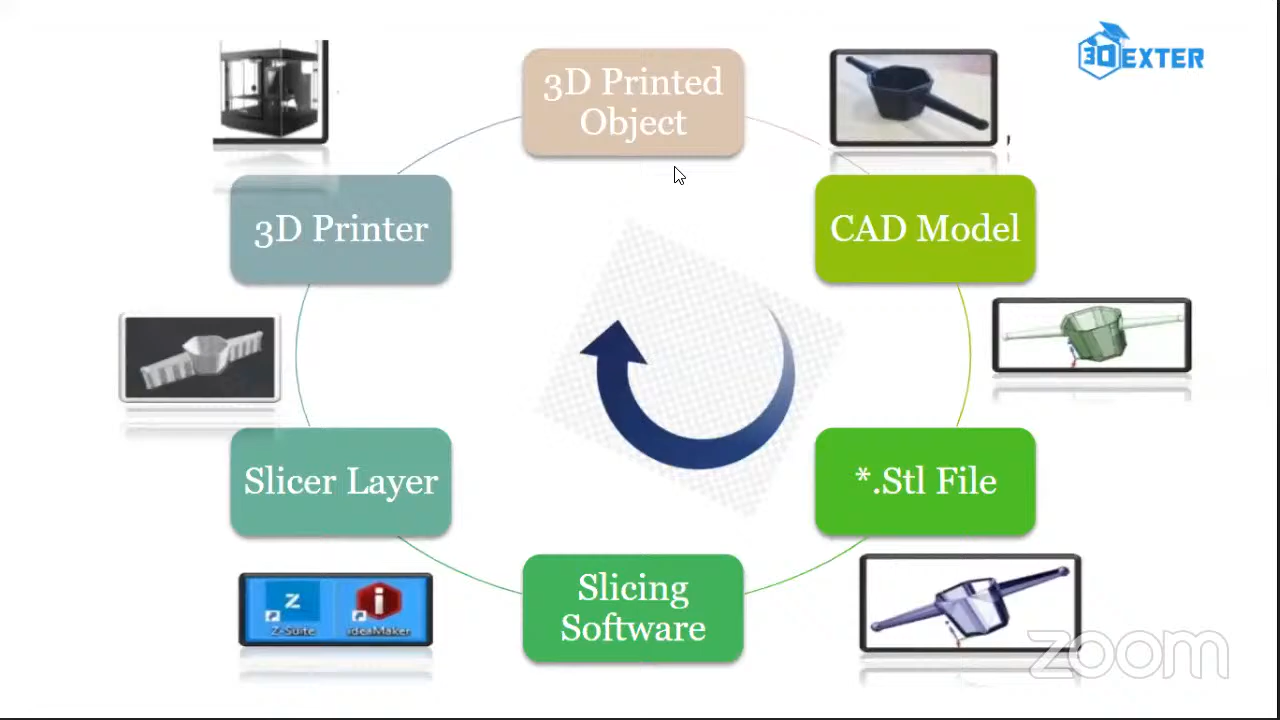 3DEXTER
3D Printed
Object
3D Printer
CAD Model
Slicer Layer
*.Stl File
Slicing
Software
Z
i
Z-Suite
ideaMaker
zoom